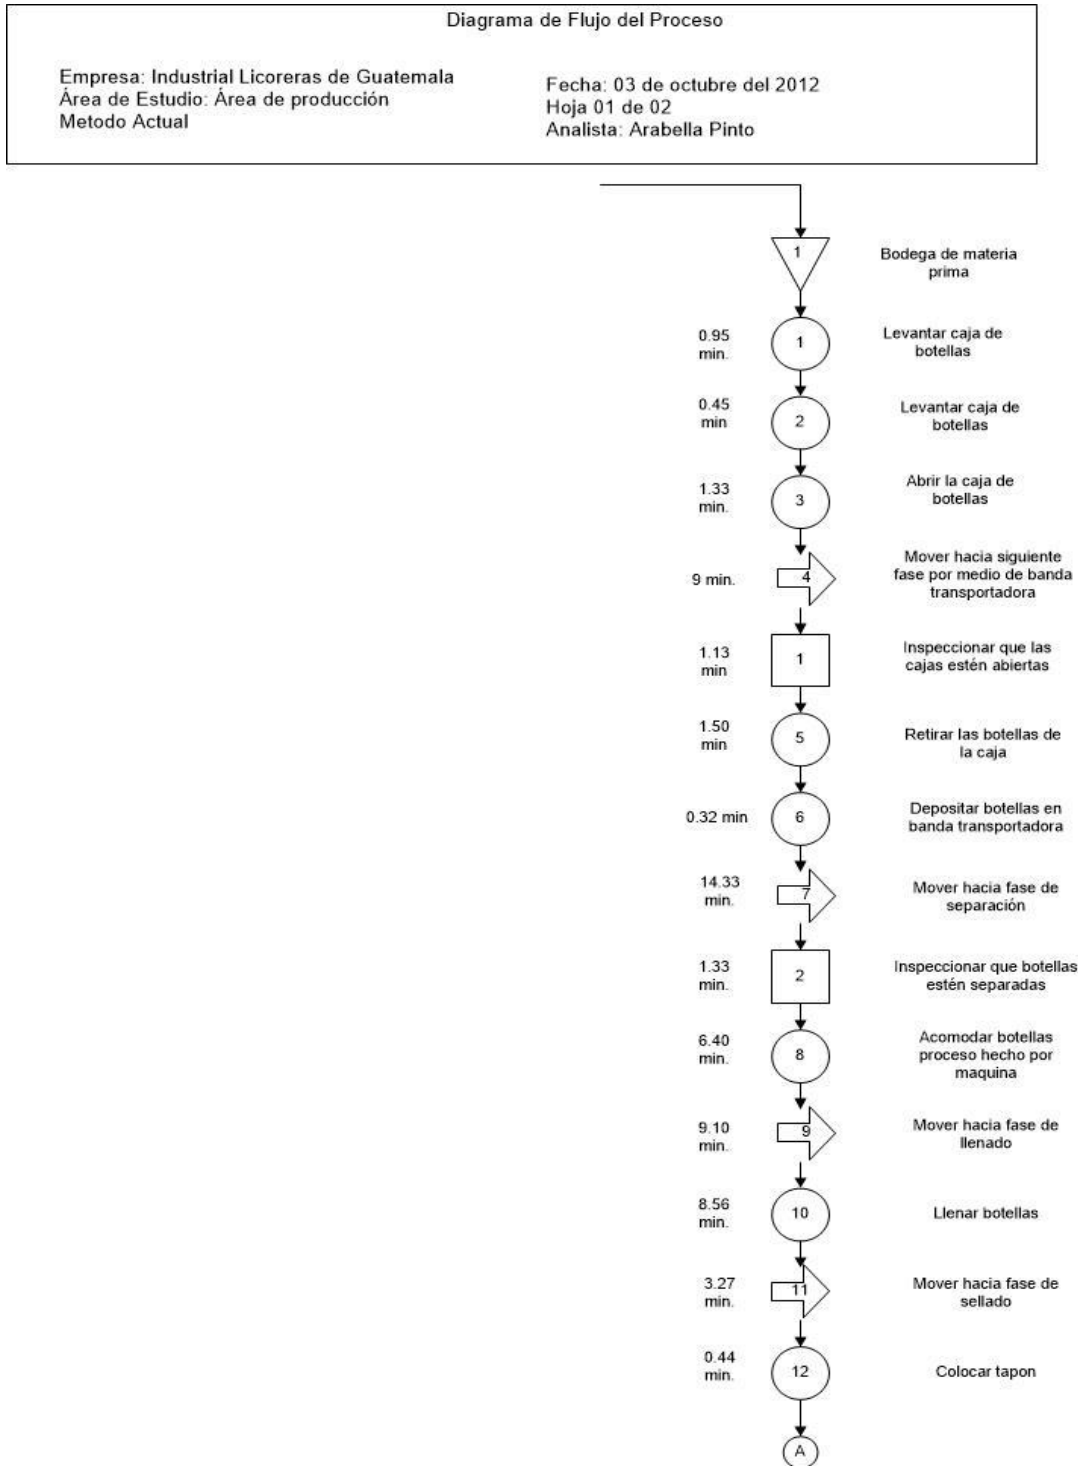 Diagrama de Flujo del Proceso
Empresa: Industrial Licoreras de Guatemala
Área de Estudio: Área de producción
Metodo Actual
Fecha: 03 de octubre del 2012
Hoja 01 de 02
Analista: Arabella Pinto
1
Bodega de materia
prima
0.95
min.
1
Levantar caja de
botellas
0.45
min
2
Levantar caja de
botellas
1.33
min.
3
Abrir la caja de
botellas
9 min.
4
Mover hacia siguiente
fase por medio de banda
transportadora
1.13
min
1
Inspeccionar que las
cajas estén abiertas
1.50
min
5
Retirar las botellas de
la caja
0.32 min
6
Depositar botellas en
banda transportadora
14.33
min.
7
Mover hacia fase de
separación
1.33
min.
2
Inspeccionar que botellas
estén separadas
6.40
min.
8
Acomodar botellas
proceso hecho por
maquina
9.10
min.
9
Mover hacia fase de
llenado
8.56
min.
10
Llenar botellas
3.27
min.
11
Mover hacia fase de
sellado
0.44
min.
12
Colocar tapon
A